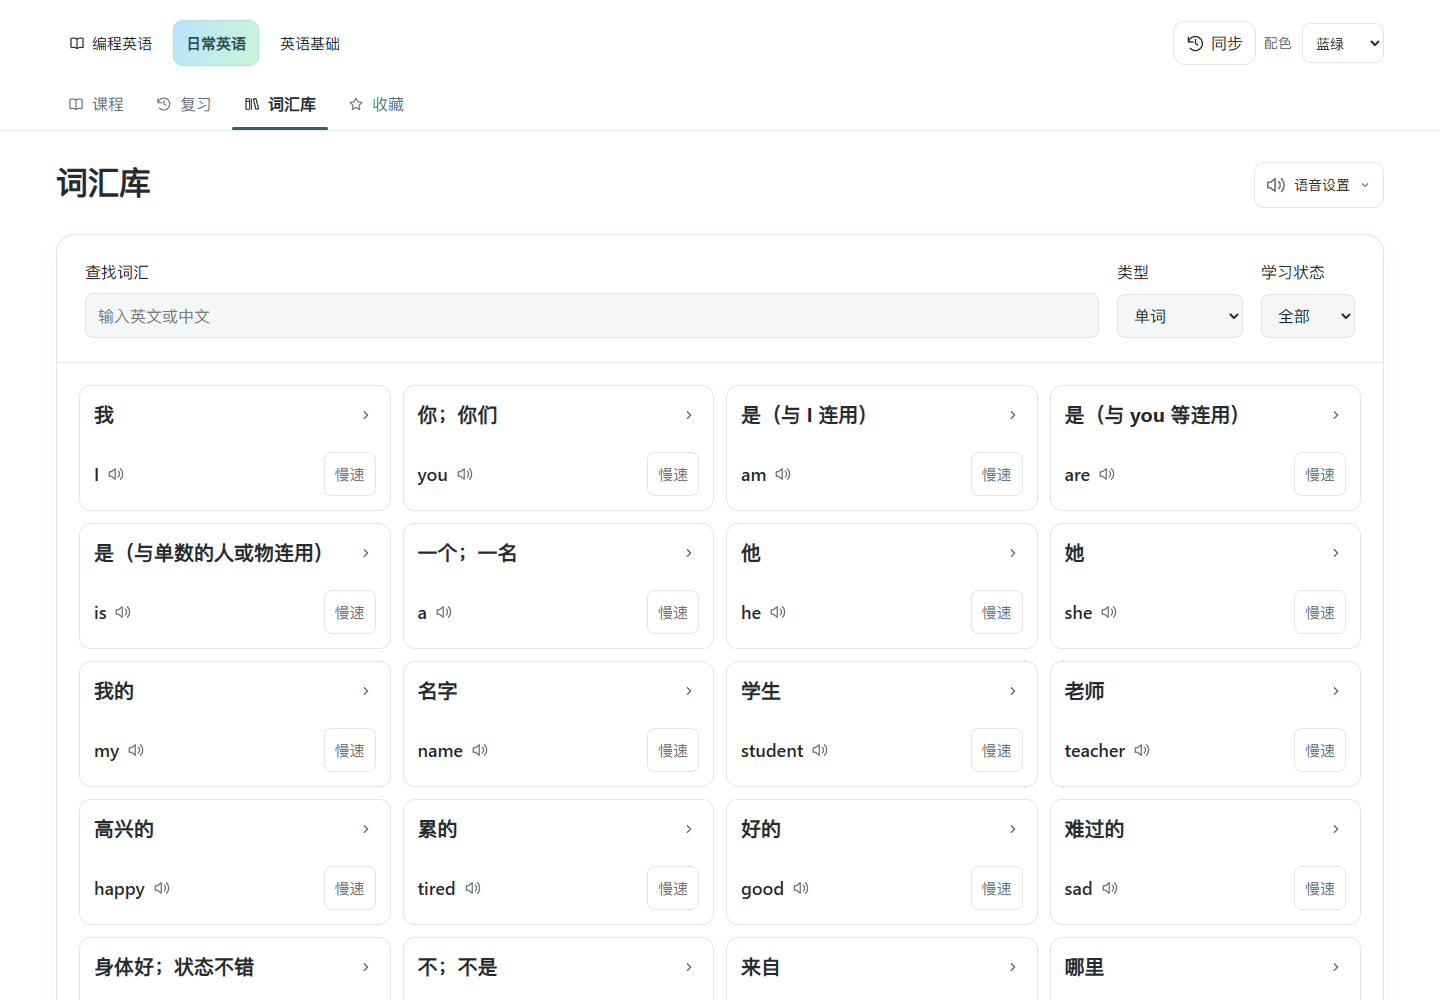 编程英语 日常英语 英语基础 同步 配色 蓝绿
课程 复习 词汇库 收藏
词汇库 语音设置
查找词汇 类型 学习状态
输入英文或中文 单词 全部
我 你；你们 是（与 I 连用） 是（与 you 等连用）
I 慢速 you 慢速 am 慢速 are 慢速
是（与单数的人或物连用） 一个；一名 他 她
is 慢速 a 慢速 he 慢速 she 慢速
我的 名字 学生 老师
my 慢速 name 慢速 student 慢速 teacher 慢速
高兴的 累的 好的 难过的
happy 慢速 tired 慢速 good 慢速 sad 慢速
身体好；状态不错 不；不是 来自 哪里